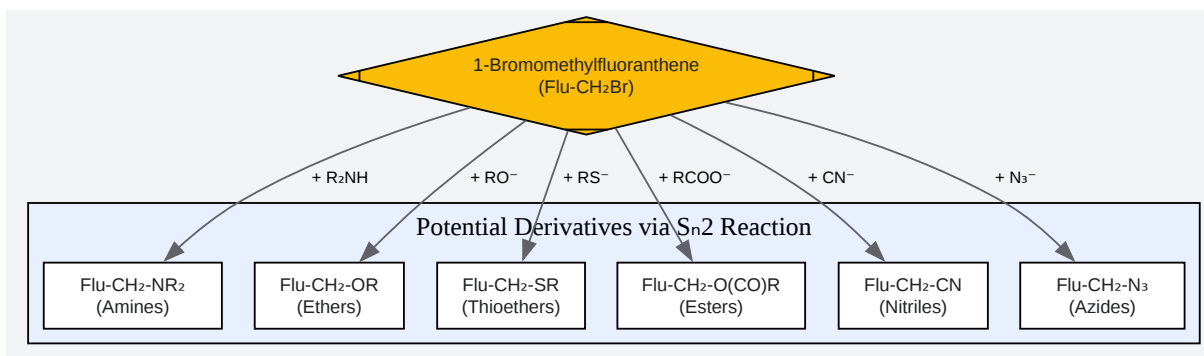 1-Bromomethylfluoranthene
(Flu-CH₂Br)
+ R₂NH
+ RO⁻
+ RS⁻
+ RCOO⁻
+ CN⁻
+ N₃⁻
Potential Derivatives via Sₙ2 Reaction
Flu-CH₂-NR₂
(Amines)
Flu-CH₂-OR
(Ethers)
Flu-CH₂-SR
(Thioethers)
Flu-CH₂-O(CO)R
(Esters)
Flu-CH₂-CN
(Nitriles)
Flu-CH₂-N₃
(Azides)